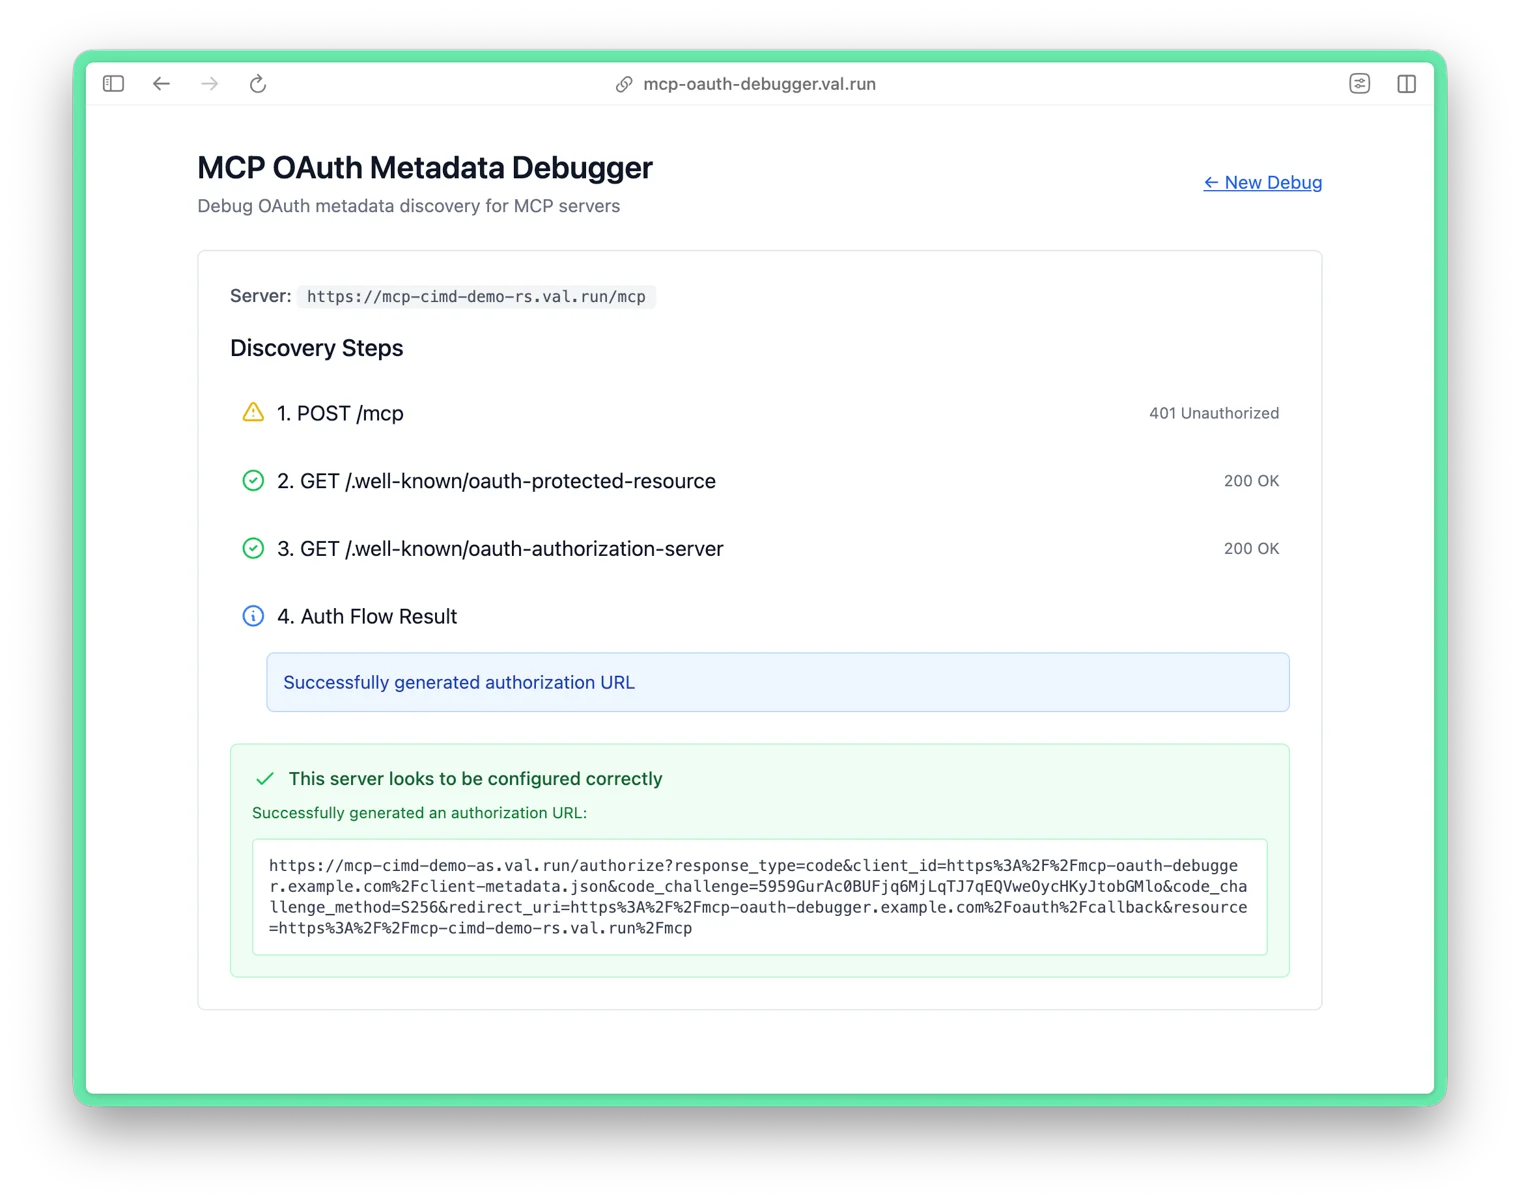 mcp-oauth-debugger.val.run
MCP OAuth Metadata Debugger
← New Debug
Debug OAuth metadata discovery for MCP servers
Server: https://mcp-cimd-demo-rs.val.run/mcp
Discovery Steps
1. POST /mcp 401 Unauthorized
2. GET /.well-known/oauth-protected-resource 200 OK
3. GET /.well-known/oauth-authorization-server 200 OK
4. Auth Flow Result
Successfully generated authorization URL
This server looks to be configured correctly
Successfully generated an authorization URL:
https://mcp-cimd-demo-as.val.run/authorize?response_type=code&client_id=https%3A%2F%2Fmcp-oauth-debugge
r.example.com%2Fclient-metadata.json&code_challenge=5959GurAc0BUFjq6MjLqTJ7qEQVweOycHKyJtobGMlo&code_cha
llenge_method=S256&redirect_uri=https%3A%2F%2Fmcp-oauth-debugger.example.com%2Foauth%2Fcallback&resource
=https%3A%2F%2Fmcp-cimd-demo-rs.val.run%2Fmcp